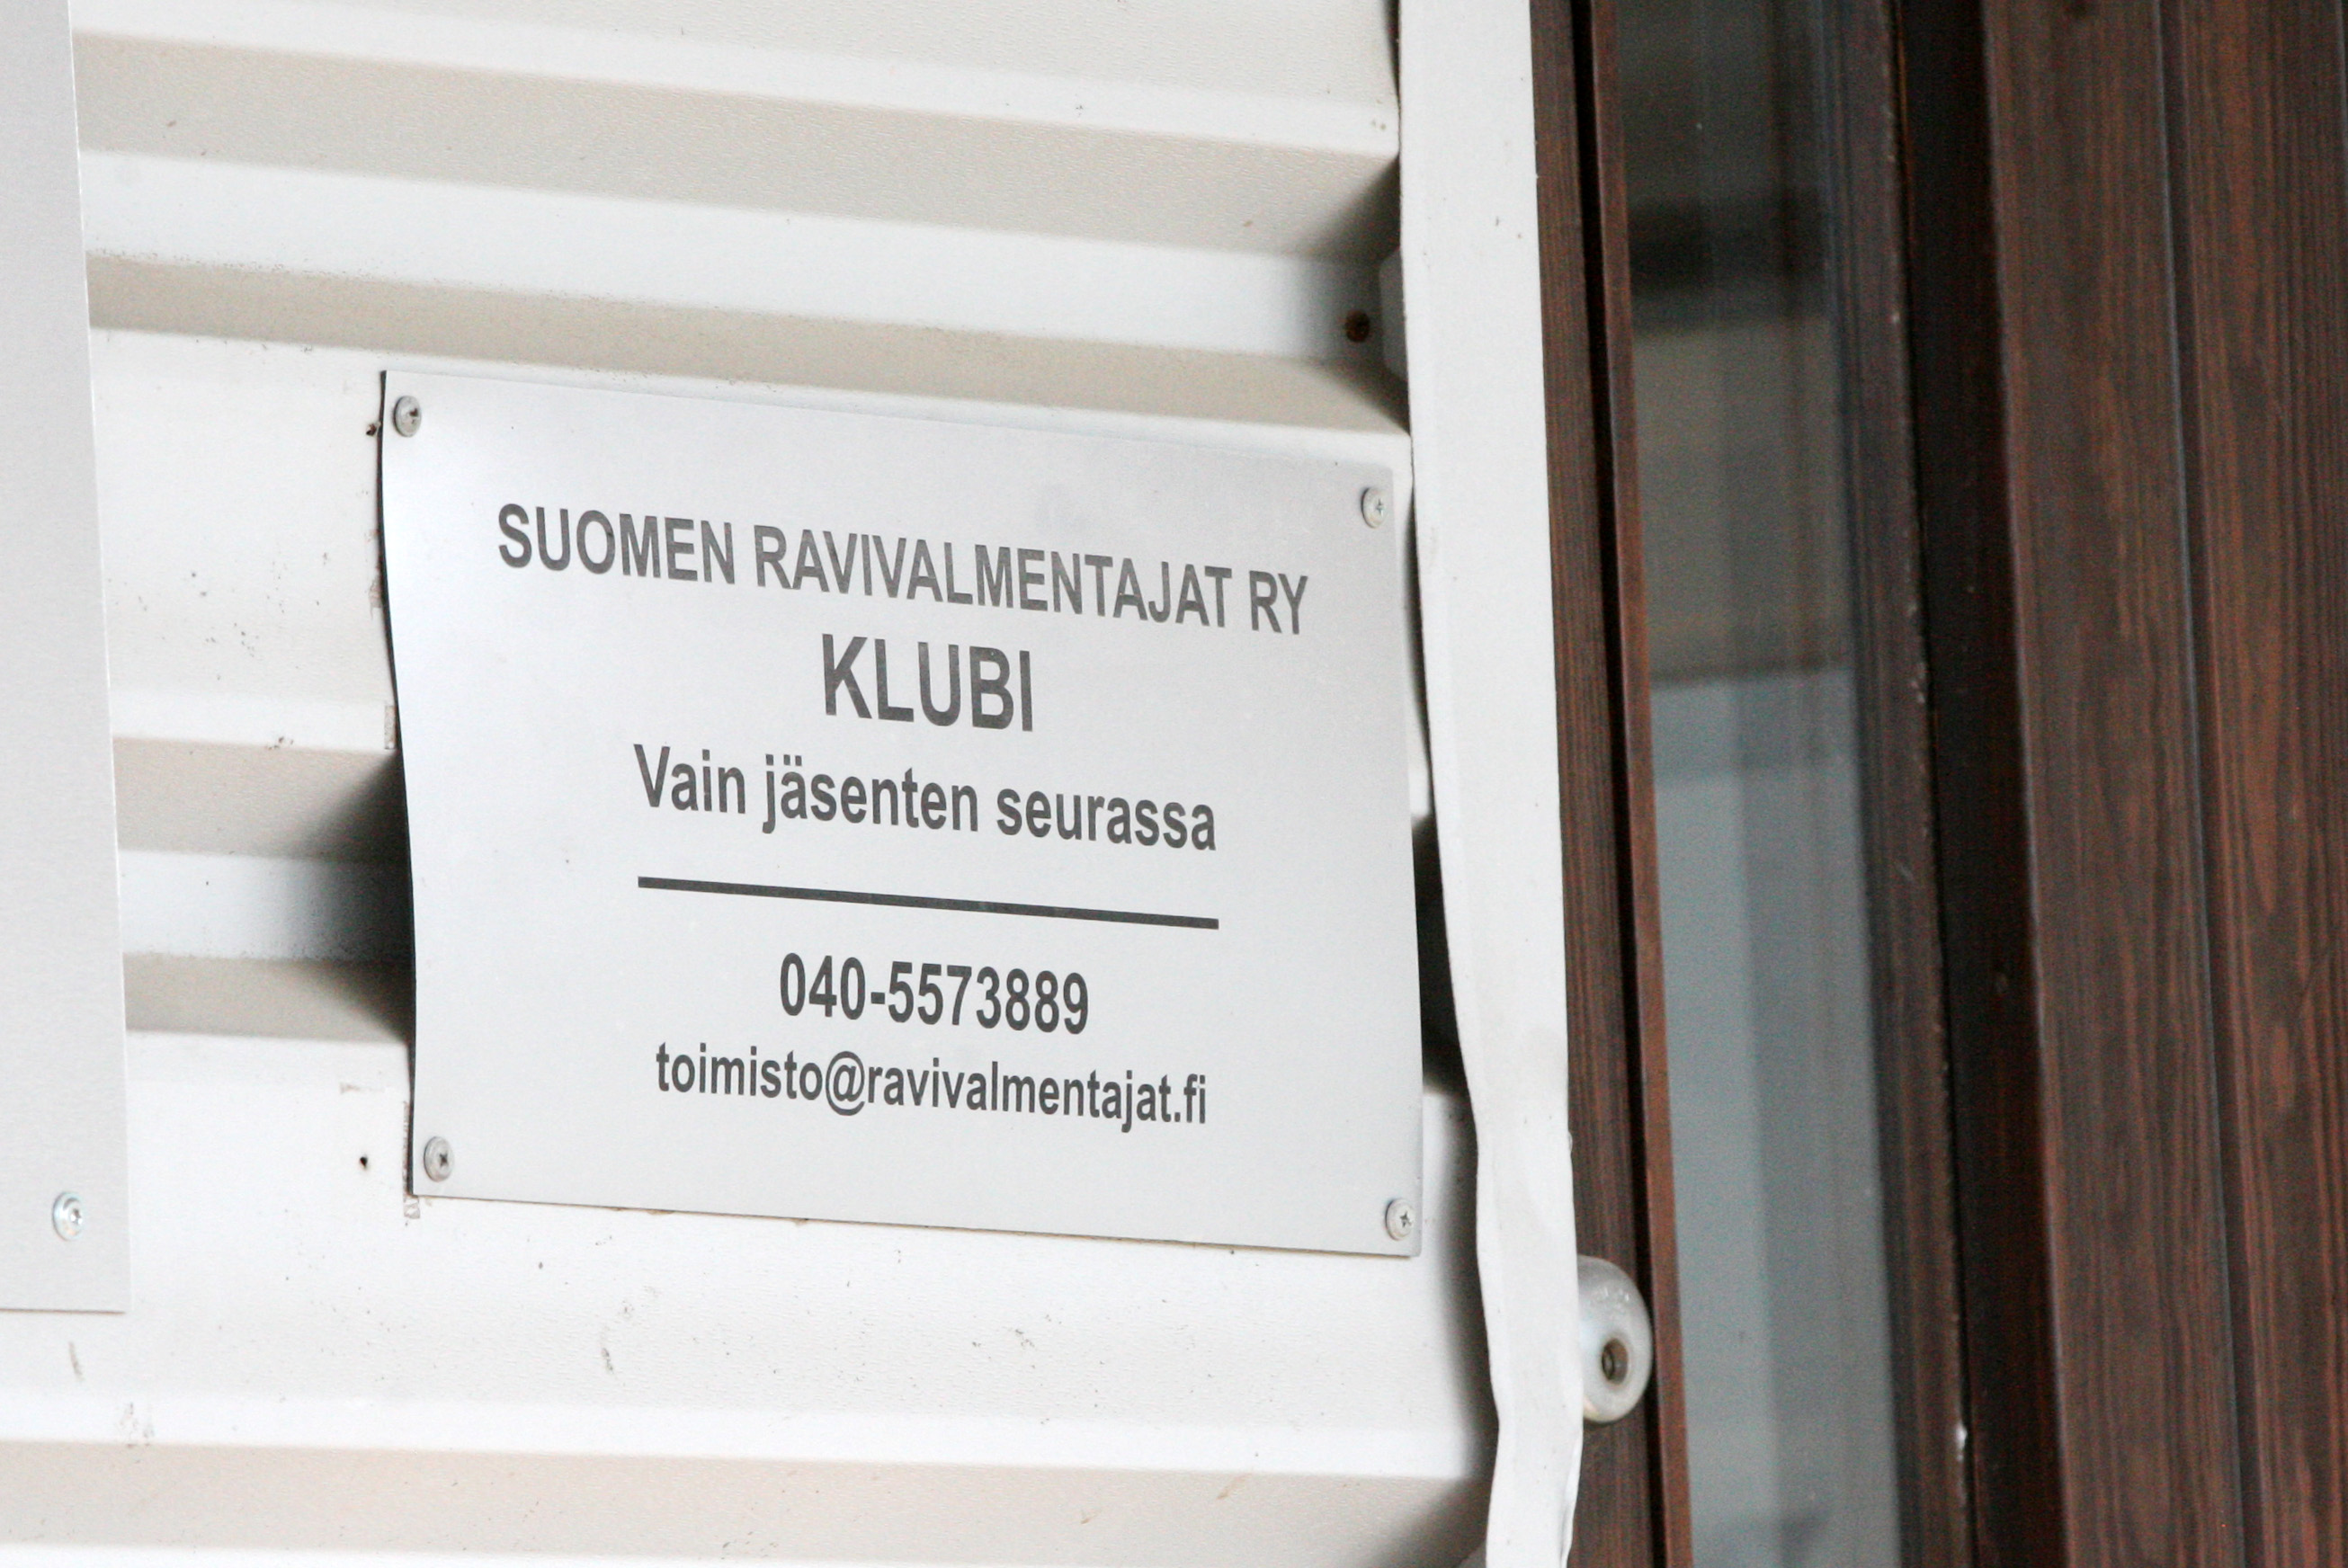 SUOMEN RAVIVALMENTAJAT RY
KLUBI
Vain jäsenten seurassa
040-5573889
toimisto@ravivalmentajat.fi